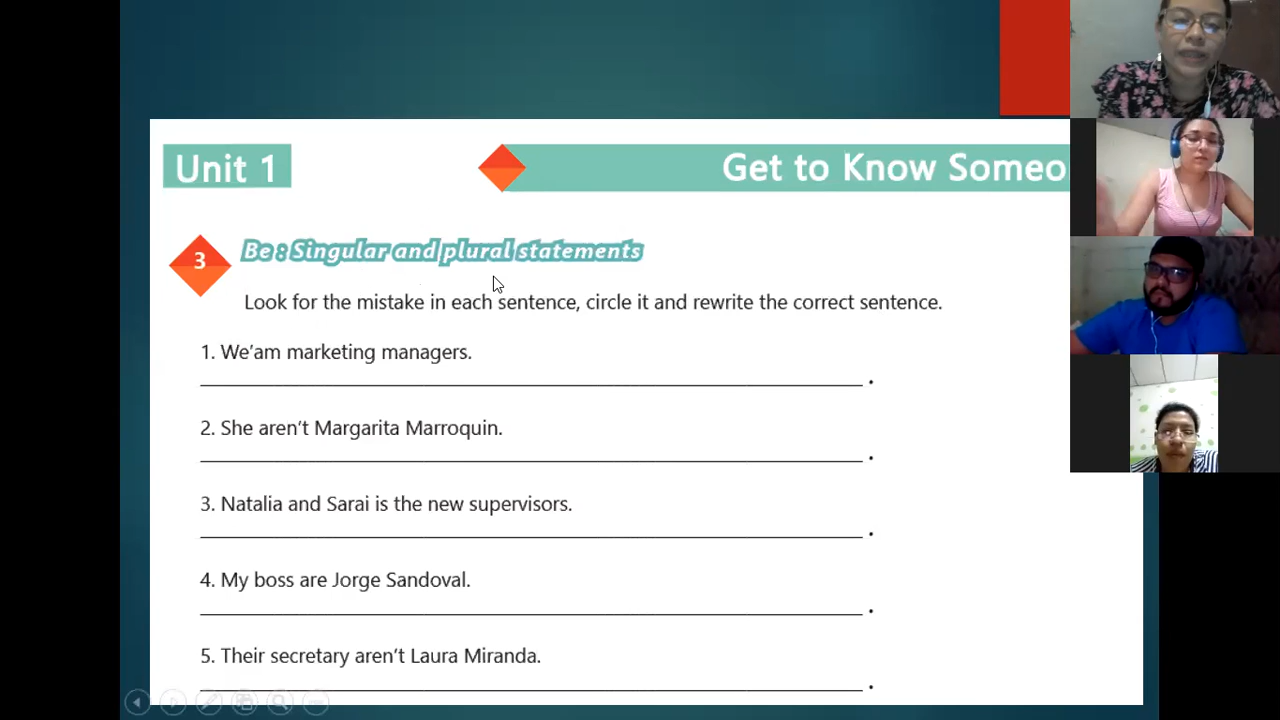 Unit 1
Get to Know Someo
3
Be : Singular and plural statements
Look for the mistake in each sentence, circle it and rewrite the correct sentence.
1. We’am marketing managers.
.
2. She aren’t Margarita Marroquin.
.
3. Natalia and Sarai is the new supervisors.
.
4. My boss are Jorge Sandoval.
.
5. Their secretary aren’t Laura Miranda.
.